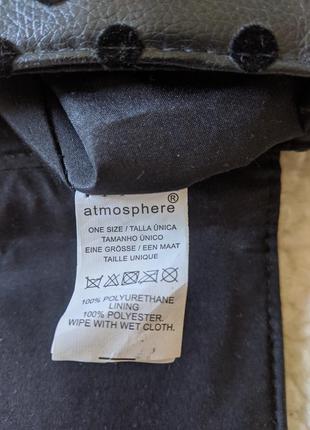 atmosphere®
ONE SIZE / TALLA ÚNICA
TAMANHO ÚNICO
EINE GRÖSSE / EEN MAAT
TAILLE UNIQUE
100% POLYURETHANE
LINING
100% POLYESTER.
WIPE WITH WET CLOTH.